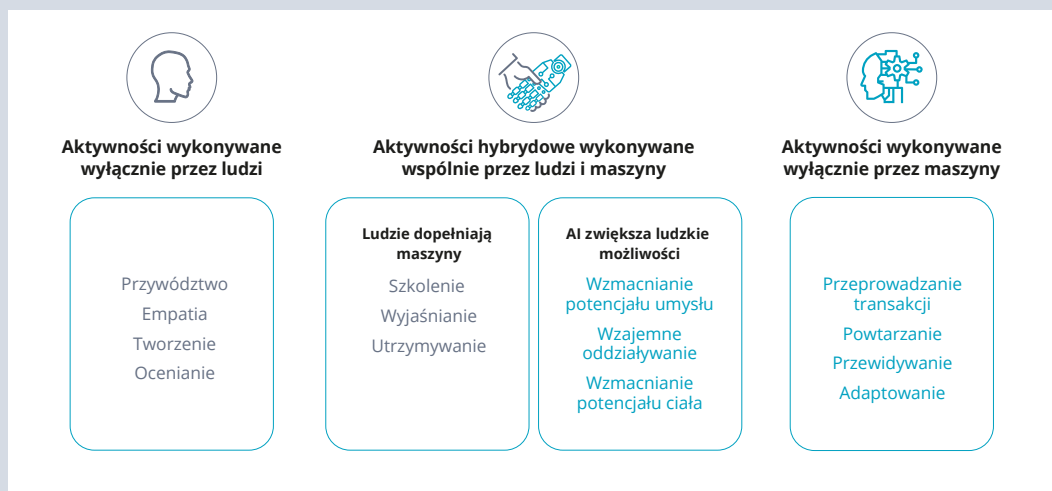 Aktywności wykonywane
wyłącznie przez ludzi
Przywództwo
Empatia
Tworzenie
Ocenianie
Aktywności hybrydowe wykonywane
wspólnie przez ludzi i maszyny
Ludzie dopełniają
maszyny
Szkolenie
Wyjaśnianie
Utrzymywanie
AI zwiększa ludzkie
możliwości
Wzmacnianie
potencjału umysłu
Wzajemne
oddziaływanie
Wzmacnianie
potencjału ciała
Aktywności wykonywane
wyłącznie przez maszyny
Przeprowadzanie
transakcji
Powtarzanie
Przewidywanie
Adaptowanie